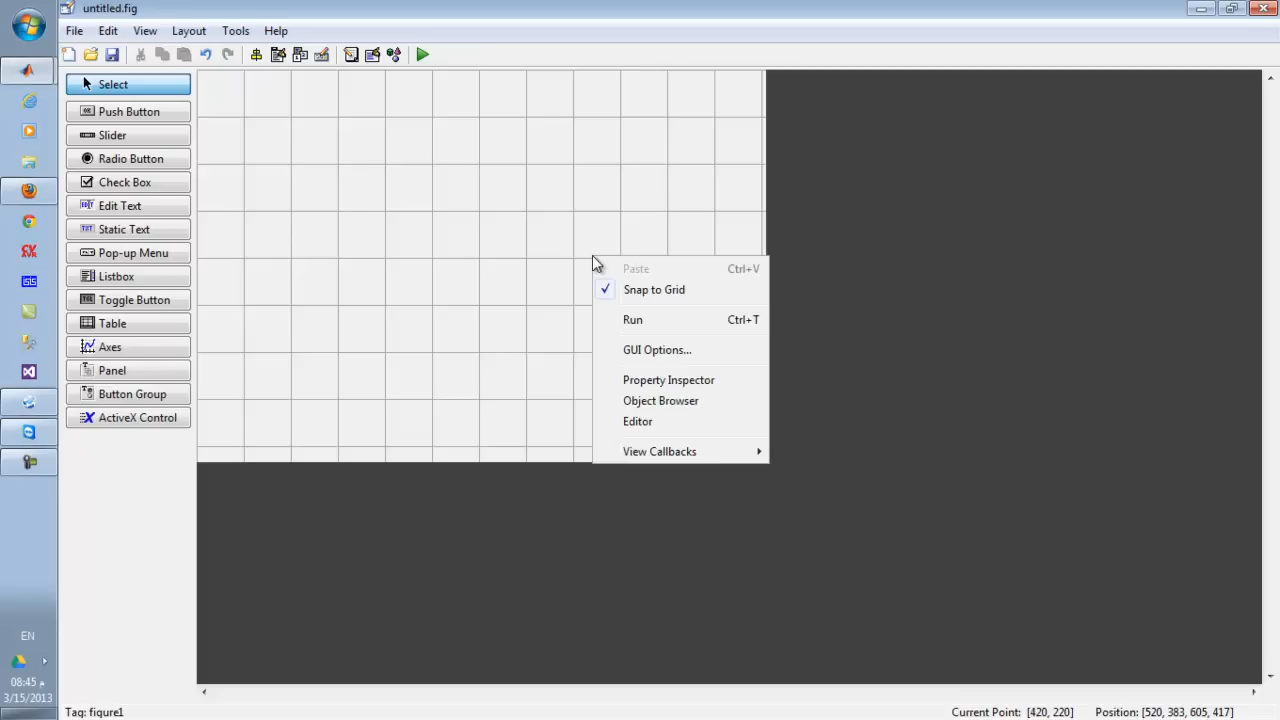 untitled.fig
File Edit View Layout Tools Help
Select
Push Button
Slider
Radio Button
Check Box
Edit Text
Static Text
Pop-up Menu
Listbox
Toggle Button
Table
Axes
Panel
Button Group
ActiveX Control
Paste Ctrl+V
Snap to Grid
Run Ctrl+T
GUI Options...
Property Inspector
Object Browser
Editor
View Callbacks
CV
AVR
ISIS
EN
08:45 م
3/15/2013
Tag: figure1
Current Point: [420, 220]
Position: [520, 383, 605, 417]